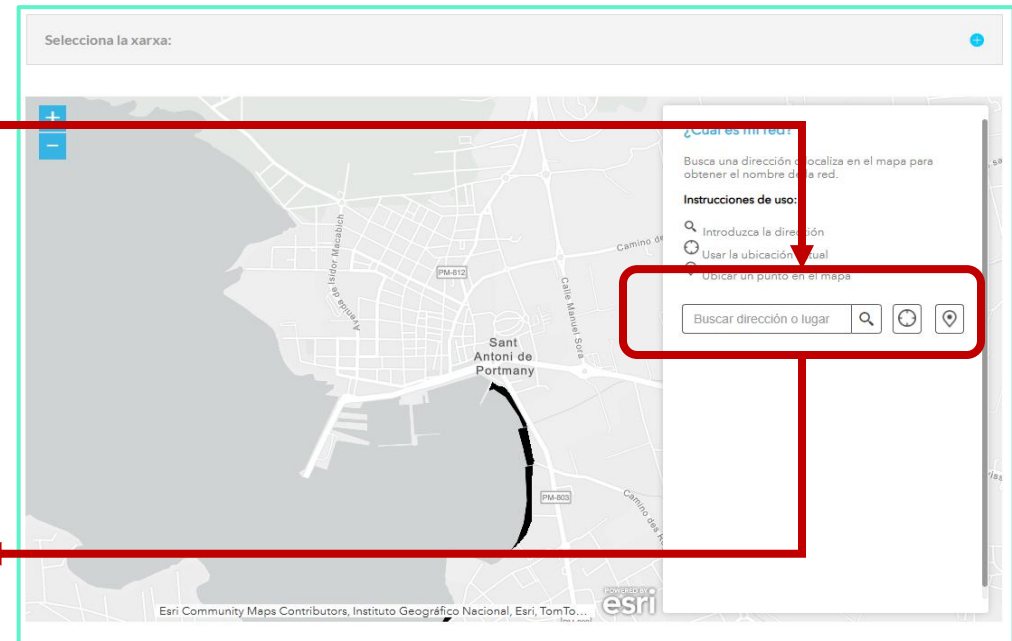 Selecciona la xarxa:
+
−
¿Cuál es mi red?
Busca una dirección o localiza en el mapa para
obtener el nombre de la red.
Instrucciones de uso:
Introduzca la dirección
Usar la ubicación actual
Ubicar un punto en el mapa
Buscar dirección o lugar
Avenida de Isidor Macabich
PM-812
Camino de
Calle Manuel Sora
Sant
Antoni de
Portmany
PM-803
Camino des
POWERED BY
esri
Esri Community Maps Contributors, Instituto Geográfico Nacional, Esri, TomTo...